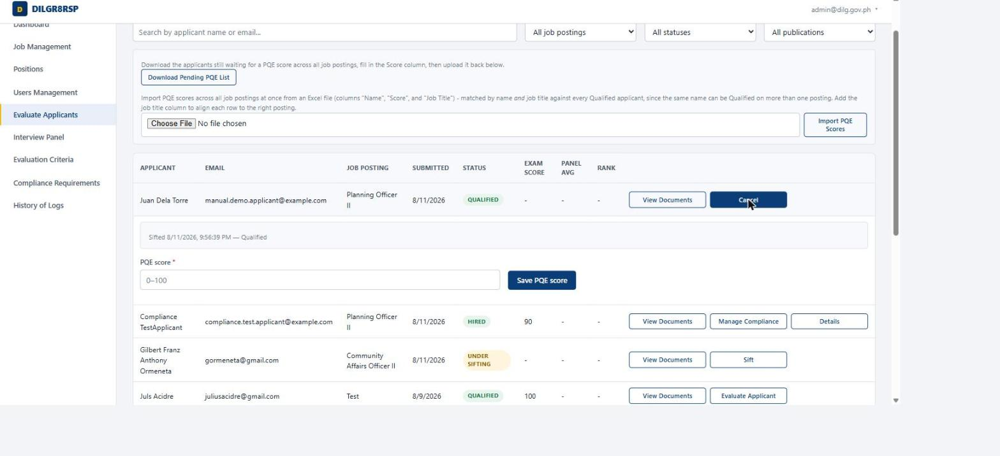 D DILGR8RSP
admin@dilg.gov.ph
Dashboard
Job Management
Positions
Users Management
Evaluate Applicants
Interview Panel
Evaluation Criteria
Compliance Requirements
History of Logs
Search by applicant name or email...
All job postings
All statuses
All publications
Download the applicants still waiting for a PQE score across all job postings, fill in the Score column, then upload it back below.
Download Pending PQE List
Import PQE scores across all job postings at once from an Excel file (columns "Name", "Score", and "Job Title") - matched by name and job title against every Qualified applicant, since the same name can be Qualified on more than one posting. Add the
job title column to align each row to the right posting.
Choose File No file chosen
Import PQE
Scores
APPLICANT EMAIL JOB POSTING SUBMITTED STATUS EXAM SCORE PANEL AVG RANK
Juan Dela Torre manual.demo.applicant@example.com Planning Officer II 8/11/2026 QUALIFIED - - - View Documents Cancel
Sifted 8/11/2026, 9:56:39 PM — Qualified
PQE score *
0–100
Save PQE score
Compliance TestApplicant compliance.test.applicant@example.com Planning Officer II 8/11/2026 HIRED 90 - - View Documents Manage Compliance Details
Gilbert Franz Anthony Ormeneta gormeneta@gmail.com Community Affairs Officer II 8/11/2026 UNDER SIFTING - - - View Documents Sift
Juls Acidre juliusacidre@gmail.com Test 8/9/2026 QUALIFIED 100 - - View Documents Evaluate Applicant